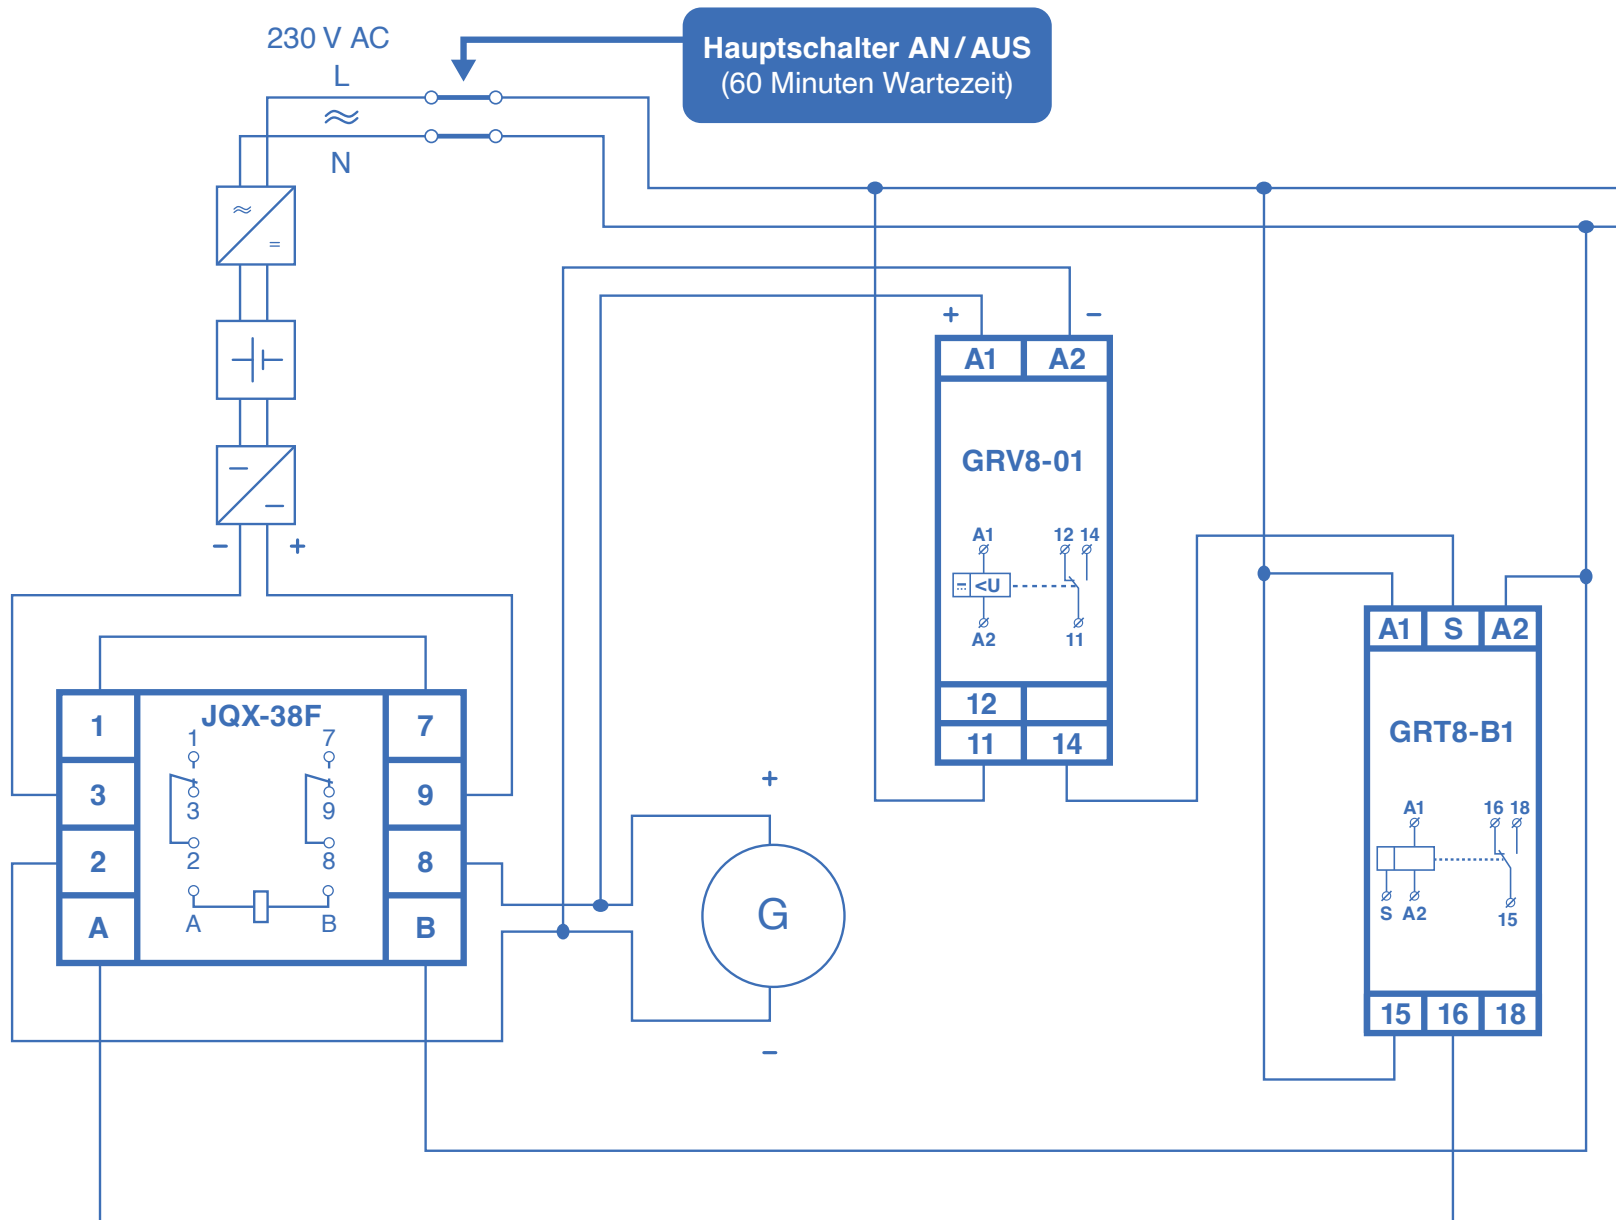 230 V AC
L
N
Hauptschalter AN / AUS
(60 Minuten Wartezeit)
≈
=
− +
+ −
A1 A2
GRV8-01
A1 12 14
<U
A2 11
12
11 14
A1 S A2
GRT8-B1
A1 16 18
S A2 15
15 16 18
JQX-38F
1 7
3 9
2 8
A B
1 7
3 9
2 8
A B
+
G
−